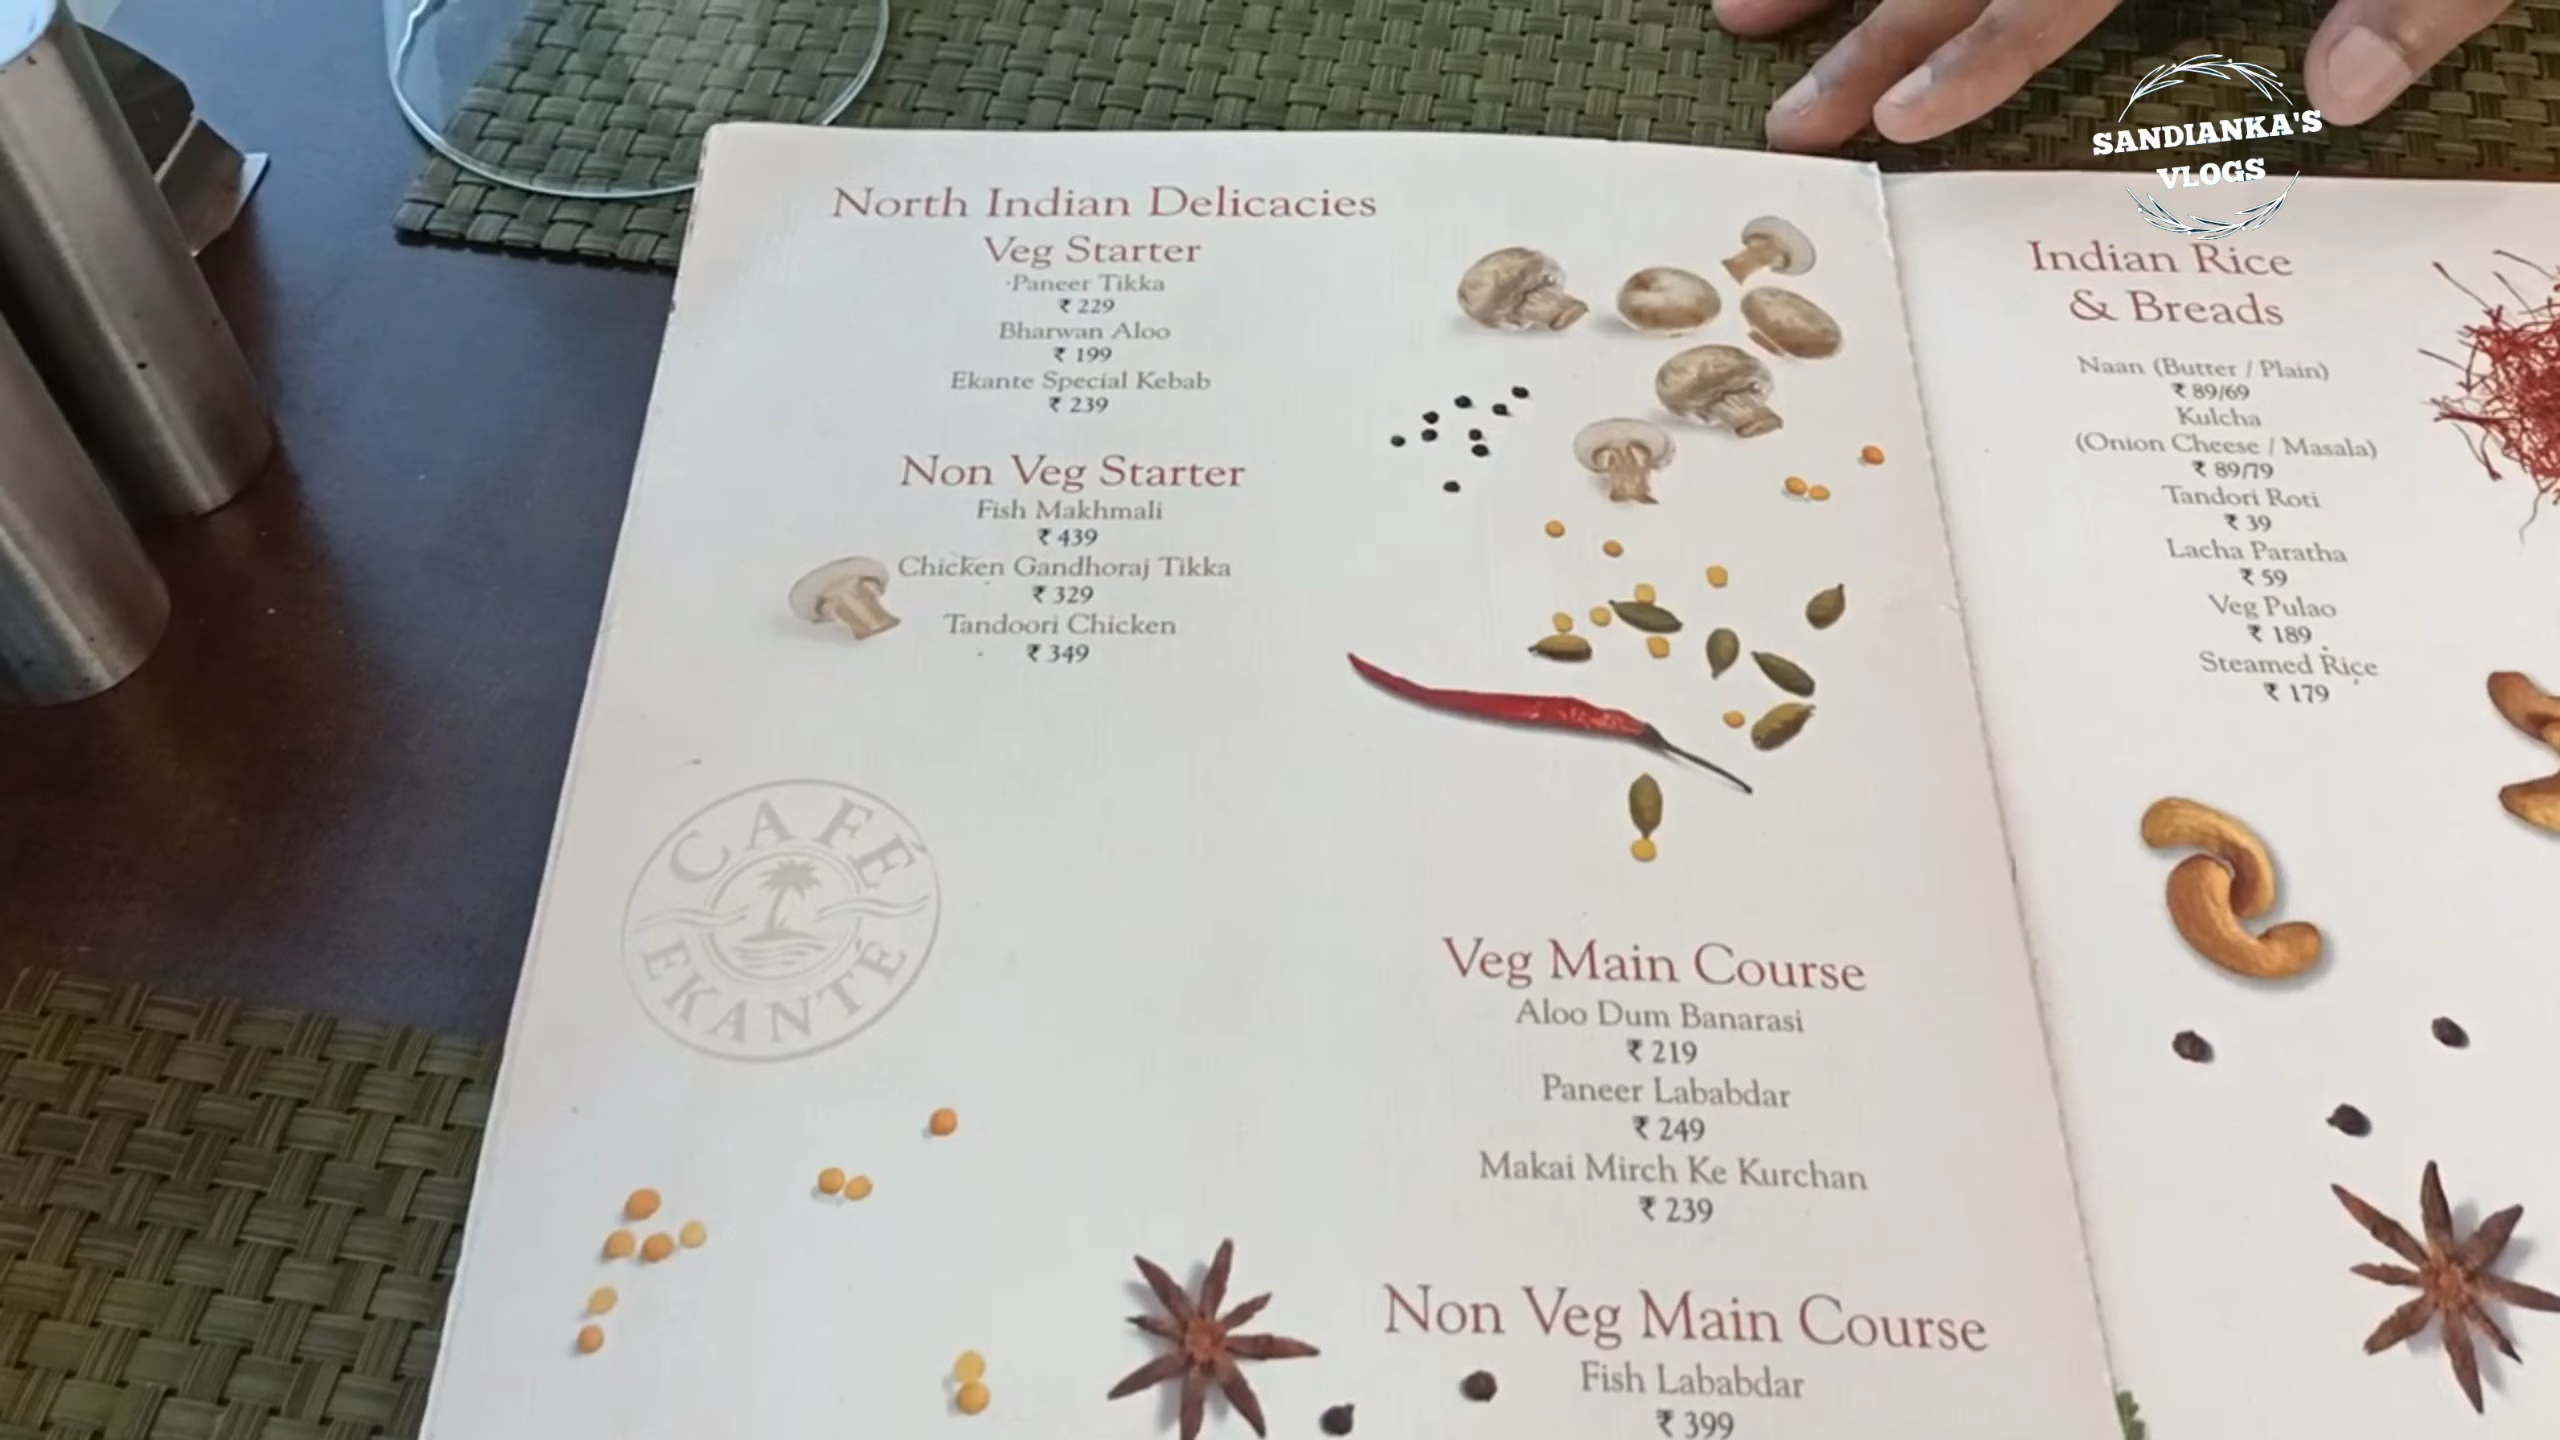 SANDIANKA'S
VLOGS
North Indian Delicacies
Veg Starter
Paneer Tikka
₹ 229
Bharwan Aloo
₹ 199
Ekante Special Kebab
₹ 239
Non Veg Starter
Fish Makhmali
₹ 439
Chicken Gandhoraj Tikka
₹ 329
Tandoori Chicken
₹ 349
CAFÉ
EKANTÉ
Veg Main Course
Aloo Dum Banarasi
₹ 219
Paneer Lababdar
₹ 249
Makai Mirch Ke Kurchan
₹ 239
Non Veg Main Course
Fish Lababdar
₹ 399
Indian Rice
& Breads
Naan (Butter / Plain)
₹ 89/69
Kulcha
(Onion Cheese / Masala)
₹ 89/79
Tandori Roti
₹ 39
Lacha Paratha
₹ 59
Veg Pulao
₹ 189
Steamed Rice
₹ 179